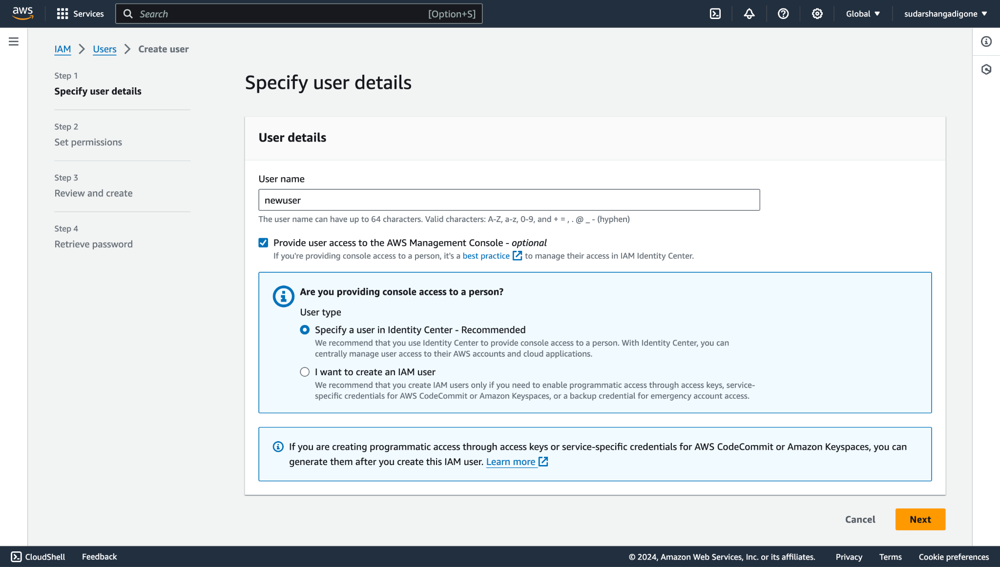 aws
Services
Search
[Option+S]
Global
sudarshangadigone
IAM
Users
Create user
Step 1
Specify user details
Step 2
Set permissions
Step 3
Review and create
Step 4
Retrieve password
Specify user details
User details
User name
newuser
The user name can have up to 64 characters. Valid characters: A-Z, a-z, 0-9, and + = , . @ _ - (hyphen)
Provide user access to the AWS Management Console - optional
If you're providing console access to a person, it's a best practice to manage their access in IAM Identity Center.
Are you providing console access to a person?
User type
Specify a user in Identity Center - Recommended
We recommend that you use Identity Center to provide console access to a person. With Identity Center, you can
centrally manage user access to their AWS accounts and cloud applications.
I want to create an IAM user
We recommend that you create IAM users only if you need to enable programmatic access through access keys, service-
specific credentials for AWS CodeCommit or Amazon Keyspaces, or a backup credential for emergency account access.
If you are creating programmatic access through access keys or service-specific credentials for AWS CodeCommit or Amazon Keyspaces, you can
generate them after you create this IAM user. Learn more
Cancel
Next
CloudShell
Feedback
© 2024, Amazon Web Services, Inc. or its affiliates.
Privacy
Terms
Cookie preferences